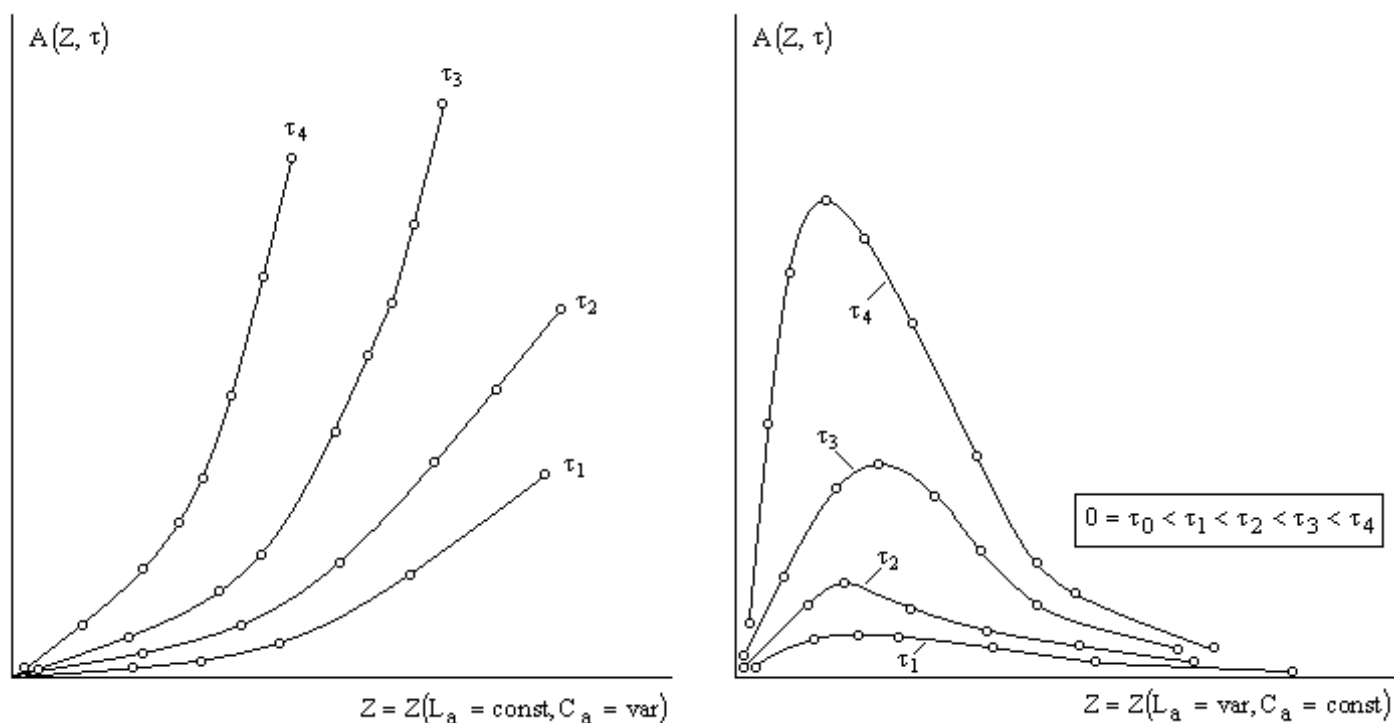 A(Z, τ)
τ₃
τ₄
τ₂
τ₁
Z = Z(Lₐ = const, Cₐ = var)
A(Z, τ)
τ₄
τ₃
τ₂
τ₁
0 = τ₀ < τ₁ < τ₂ < τ₃ < τ₄
Z = Z(Lₐ = var, Cₐ = const)